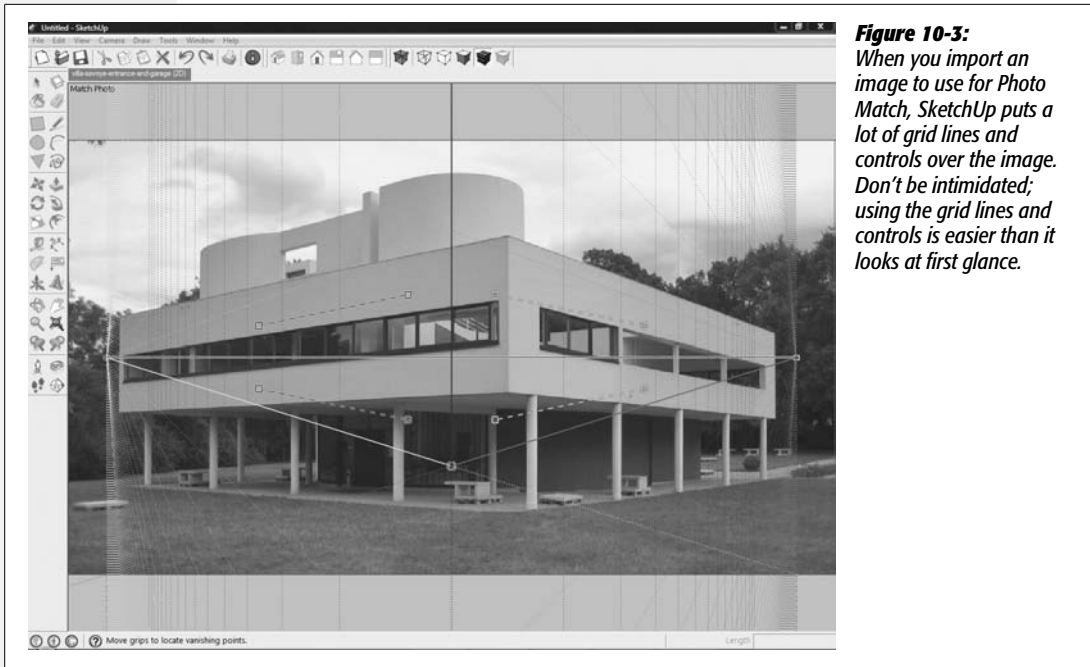 Untitled - SketchUp
File Edit View Camera Draw Tools Window Help
villa-savoye-entrance-and-garage (2D)
Match Photo
Move grips to locate vanishing points.
Length
Figure 10-3:
When you import an
image to use for Photo
Match, SketchUp puts a
lot of grid lines and
controls over the image.
Don't be intimidated;
using the grid lines and
controls is easier than it
looks at first glance.